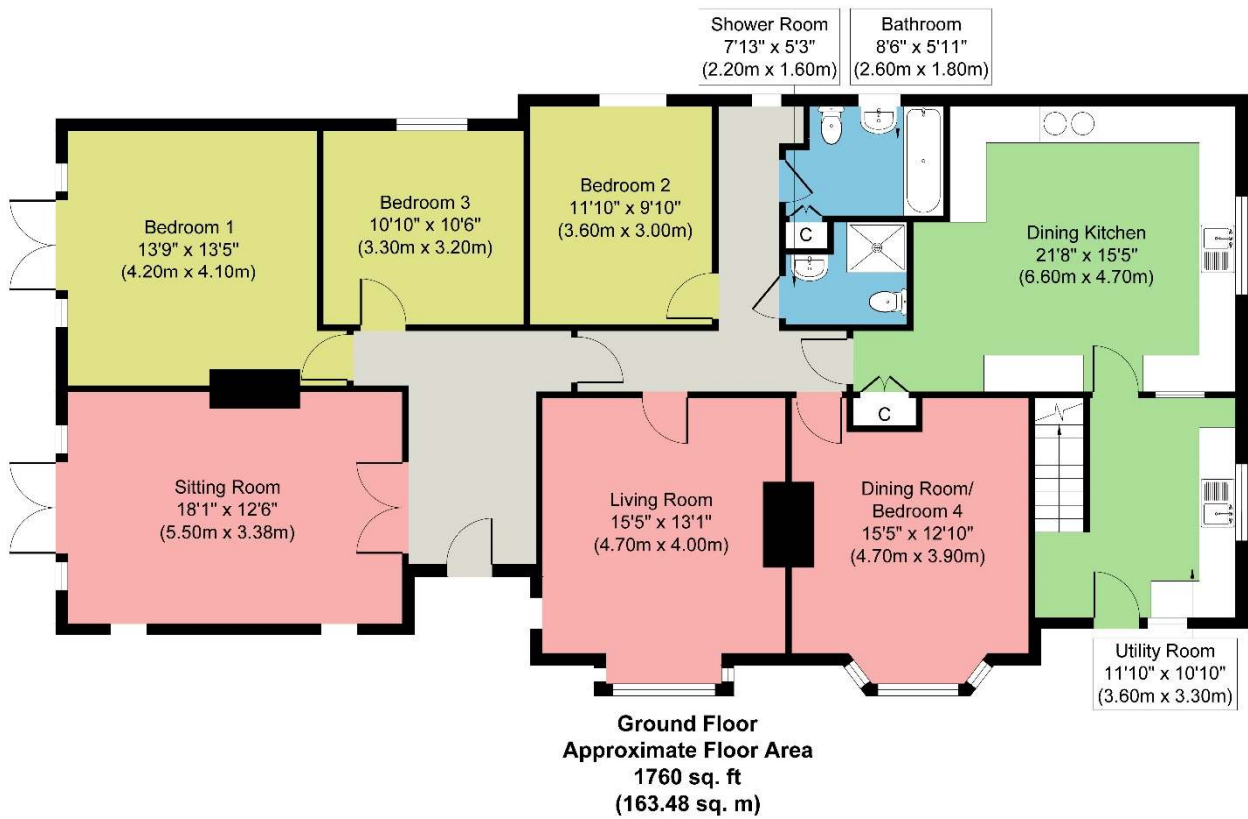 Shower Room
7'13" x 5'3"
(2.20m x 1.60m)
Bathroom
8'6" x 5'11"
(2.60m x 1.80m)
Bedroom 1
13'9" x 13'5"
(4.20m x 4.10m)
Bedroom 3
10'10" x 10'6"
(3.30m x 3.20m)
Bedroom 2
11'10" x 9'10"
(3.60m x 3.00m)
C
Dining Kitchen
21'8" x 15'5"
(6.60m x 4.70m)
C
Sitting Room
18'1" x 12'6"
(5.50m x 3.38m)
Living Room
15'5" x 13'1"
(4.70m x 4.00m)
Dining Room/
Bedroom 4
15'5" x 12'10"
(4.70m x 3.90m)
Utility Room
11'10" x 10'10"
(3.60m x 3.30m)
Ground Floor
Approximate Floor Area
1760 sq. ft
(163.48 sq. m)